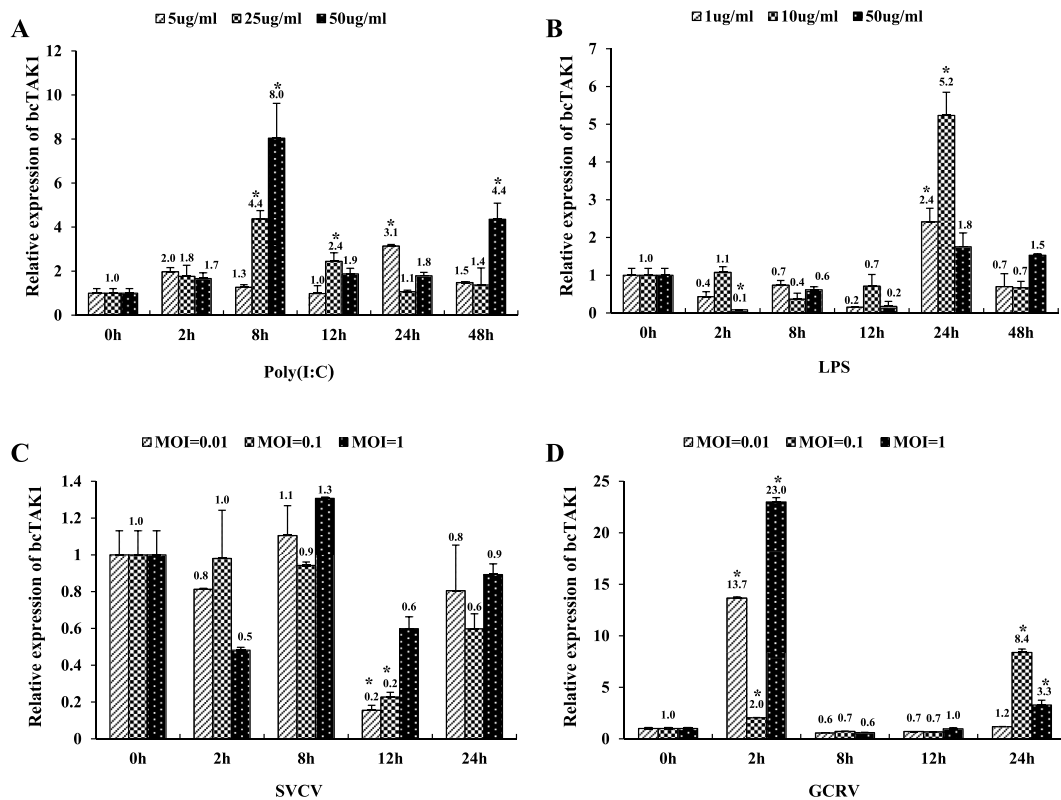 A
5ug/ml 25ug/ml 50ug/ml
Relative expression of bcTAK1
12
10
8
6
4
2
0
1.0
2.0 1.8 1.7
1.3 * 4.4 * 8.0
1.0 * 2.4 1.9
* 3.1 1.1 1.8
1.5 1.4 * 4.4
0h 2h 8h 12h 24h 48h
Poly(I:C)
B
1ug/ml 10ug/ml 50ug/ml
Relative expression of bcTAK1
7
6
5
4
3
2
1
0
1.0
0.4 1.1 * 0.1
0.7 0.4 0.6
0.2 0.7 0.2
* 2.4 * 5.2 1.8
0.7 0.7 1.5
0h 2h 8h 12h 24h 48h
LPS
C
MOI=0.01 MOI=0.1 MOI=1
Relative expression of bcTAK1
1.4
1.2
1
0.8
0.6
0.4
0.2
0
1.0
0.8 1.0 0.5
1.1 0.9 1.3
* 0.2 * 0.2 0.6
0.8 0.6 0.9
0h 2h 8h 12h 24h
SVCV
D
MOI=0.01 MOI=0.1 MOI=1
Relative expression of bcTAK1
25
20
15
10
5
0
1.0
* 13.7 * 2.0 * 23.0
0.6 0.7 0.6
0.7 0.7 1.0
1.2 * 8.4 * 3.3
0h 2h 8h 12h 24h
GCRV